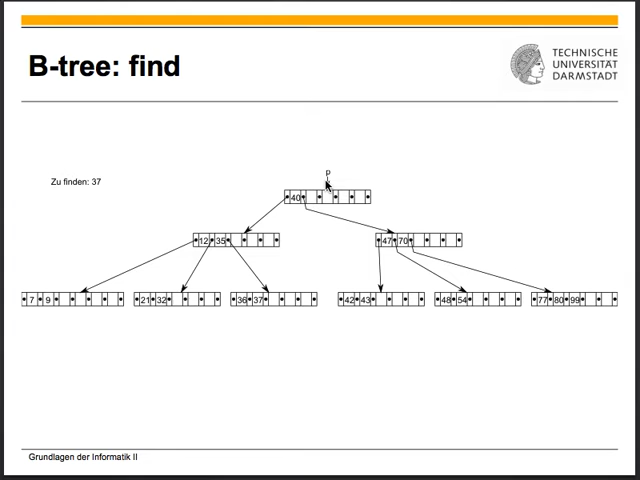 B-tree: find
TECHNISCHE
UNIVERSITÄT
DARMSTADT
Zu finden: 37
p
40
12 35
47 70
7 9
21 32
36 37
42 43
48 54
77 80 99
Grundlagen der Informatik II